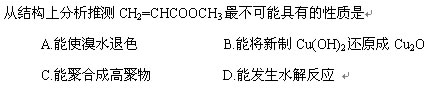 从结构上分析推测 CH₂=CHCOOCH₃ 最不可能具有的性质是↵
A.能使溴水退色 B.能将新制 Cu(OH)₂ 还原成 Cu₂O
C.能聚合成高聚物 D.能发生水解反应 ↵